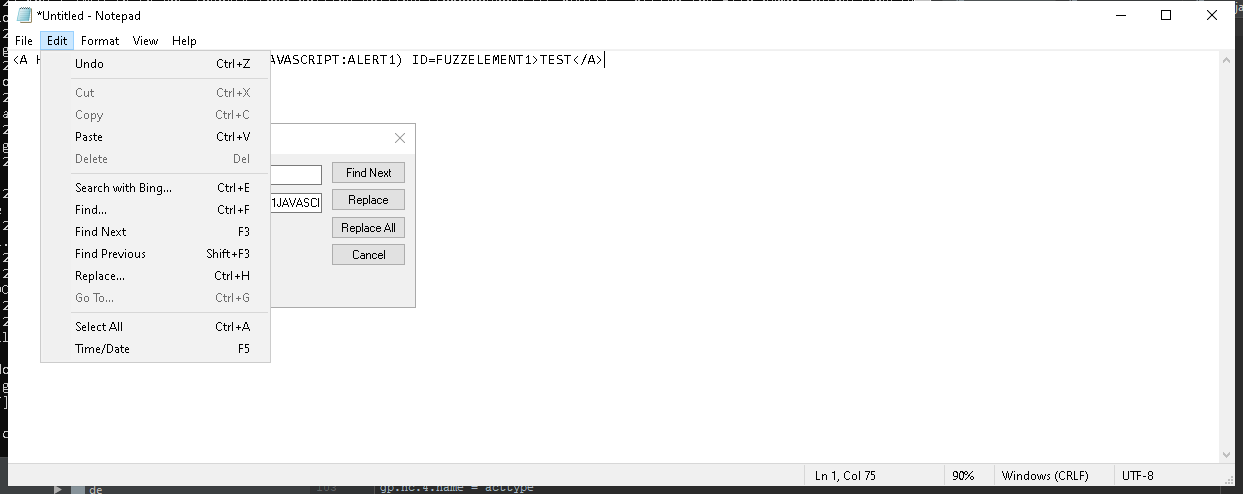 *Untitled - Notepad
File Edit Format View Help
<A H AVASCRIPT:ALERT1) ID=FUZZELEMENT1>TEST</A>
Undo Ctrl+Z
Cut Ctrl+X
Copy Ctrl+C
Paste Ctrl+V
Delete Del
Search with Bing... Ctrl+E
Find... Ctrl+F
Find Next F3
Find Previous Shift+F3
Replace... Ctrl+H
Go To... Ctrl+G
Select All Ctrl+A
Time/Date F5
Find Next
1JAVASCI Replace
Replace All
Cancel
Ln 1, Col 75 90% Windows (CRLF) UTF-8
de gp.nc.4.name = acttype